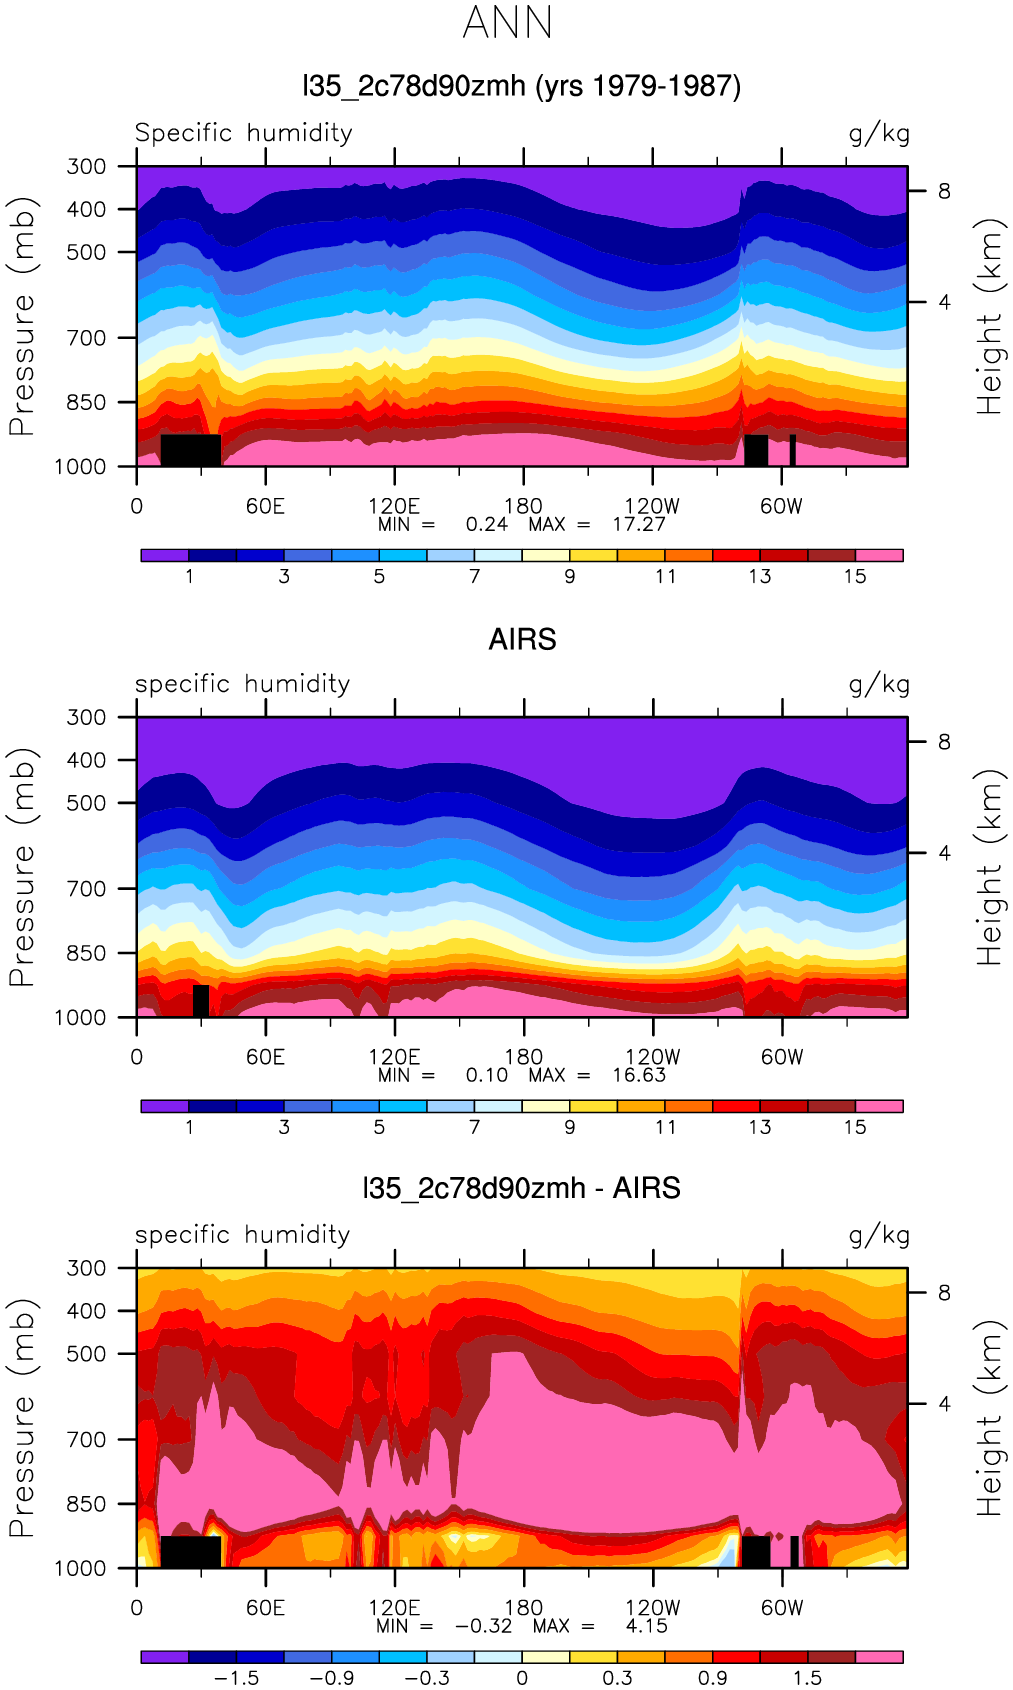 ANN
l35_2c78d90zmh (yrs 1979-1987)
Specific humidity g/kg
300
400
500
700
850
1000
Pressure (mb)
8
4
Height (km)
0 60E 120E 180 120W 60W
MIN = 0.24 MAX = 17.27
1 3 5 7 9 11 13 15
AIRS
specific humidity g/kg
300
400
500
700
850
1000
Pressure (mb)
8
4
Height (km)
0 60E 120E 180 120W 60W
MIN = 0.10 MAX = 16.63
1 3 5 7 9 11 13 15
l35_2c78d90zmh - AIRS
specific humidity g/kg
300
400
500
700
850
1000
Pressure (mb)
8
4
Height (km)
0 60E 120E 180 120W 60W
MIN = -0.32 MAX = 4.15
-1.5 -0.9 -0.3 0 0.3 0.9 1.5